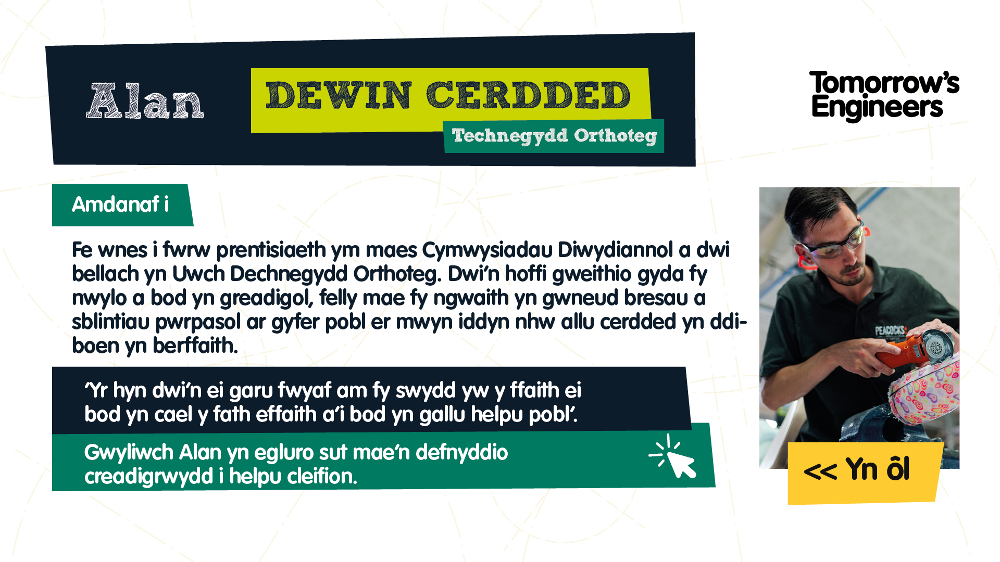 Alan
DEWIN CERDDED
Technegydd Orthoteg
Tomorrow's
Engineers
Amdanaf i
Fe wnes i fwrw prentisiaeth ym maes Cymwysiadau Diwydiannol a dwi
bellach yn Uwch Dechnegydd Orthoteg. Dwi’n hoffi gweithio gyda fy
nwylo a bod yn greadigol, felly mae fy ngwaith yn gwneud bresau a
sblintiau pwrpasol ar gyfer pobl er mwyn iddyn nhw allu cerdded yn ddi-
boen yn berffaith.
PEACOCKS
‘Yr hyn dwi’n ei garu fwyaf am fy swydd yw y ffaith ei
bod yn cael y fath effaith a’i bod yn gallu helpu pobl’.
Gwyliwch Alan yn egluro sut mae’n defnyddio
creadigrwydd i helpu cleifion.
<< Yn ôl